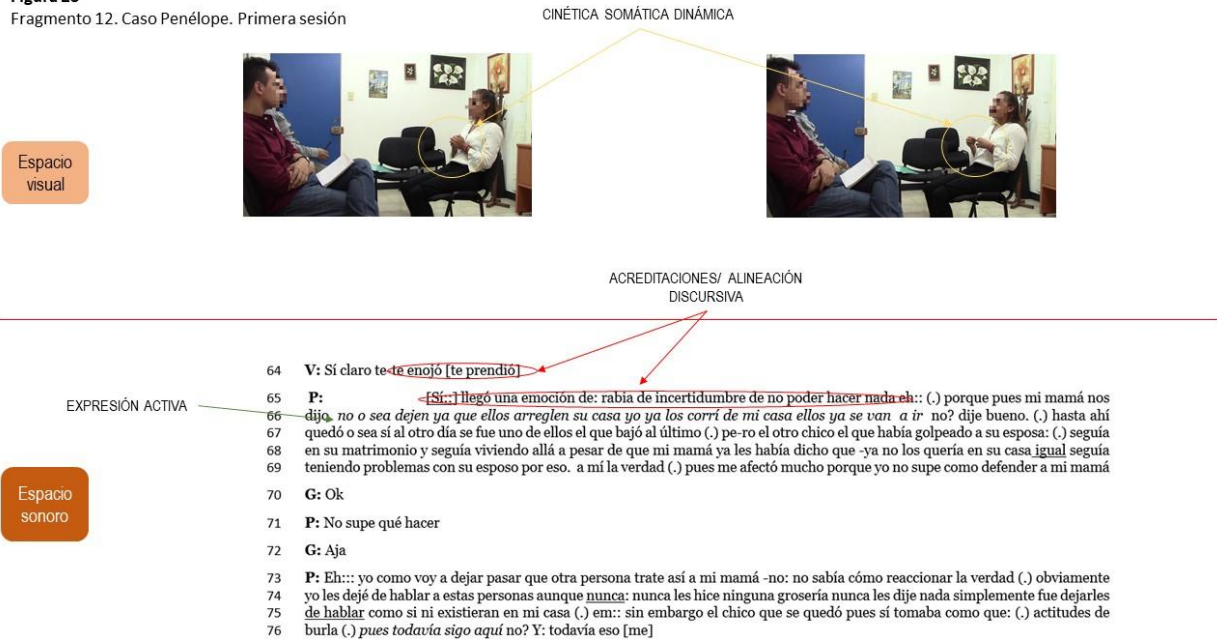 Fragmento 12. Caso Penélope. Primera sesión
CINÉTICA SOMÁTICA DINÁMICA
Espacio
visual
ACREDITACIONES/ ALINEACIÓN
DISCURSIVA
EXPRESIÓN ACTIVA
Espacio
sonoro
64 V: Sí claro te-te enojó [te prendió]
65 P: [Sí::] llegó una emoción de: rabia de incertidumbre de no poder hacer nada eh:: (.) porque pues mi mamá nos
66 dijo, no o sea dejen ya que ellos arreglen su casa yo ya los corrí de mi casa ellos ya se van a ir no? dije bueno. (.) hasta ahí
67 quedó o sea sí al otro día se fue uno de ellos el que bajó al último (.) pe-ro el otro chico el que había golpeado a su esposa: (.) seguía
68 en su matrimonio y seguía viviendo allá a pesar de que mi mamá ya les había dicho que -ya no los quería en su casa igual seguía
69 teniendo problemas con su esposo por eso. a mí la verdad (.) pues me afectó mucho porque yo no supe como defender a mi mamá
70 G: Ok
71 P: No supe qué hacer
72 G: Aja
73 P: Eh::: yo como voy a dejar pasar que otra persona trate así a mi mamá -no: no sabía cómo reaccionar la verdad (.) obviamente
74 yo les dejé de hablar a estas personas aunque nunca: nunca les hice ninguna grosería nunca les dije nada simplemente fue dejarles
75 de hablar como si ni existieran en mi casa (.) em:: sin embargo el chico que se quedó pues sí tomaba como que: (.) actitudes de
76 burla (.) pues todavía sigo aquí no? Y: todavía eso [me]